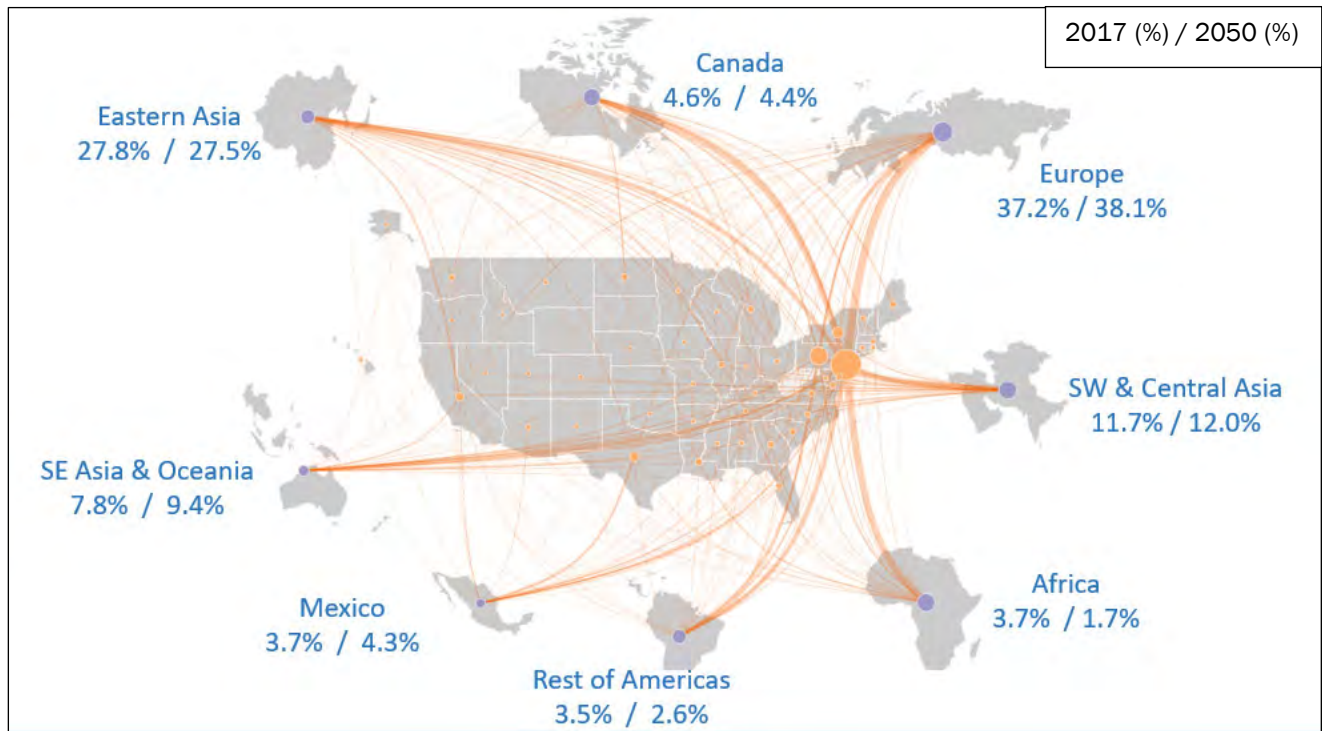 2017 (%) / 2050 (%)
Canada
4.6% / 4.4%
Eastern Asia
27.8% / 27.5%
Europe
37.2% / 38.1%
SW & Central Asia
11.7% / 12.0%
SE Asia & Oceania
7.8% / 9.4%
Mexico
3.7% / 4.3%
Africa
3.7% / 1.7%
Rest of Americas
3.5% / 2.6%